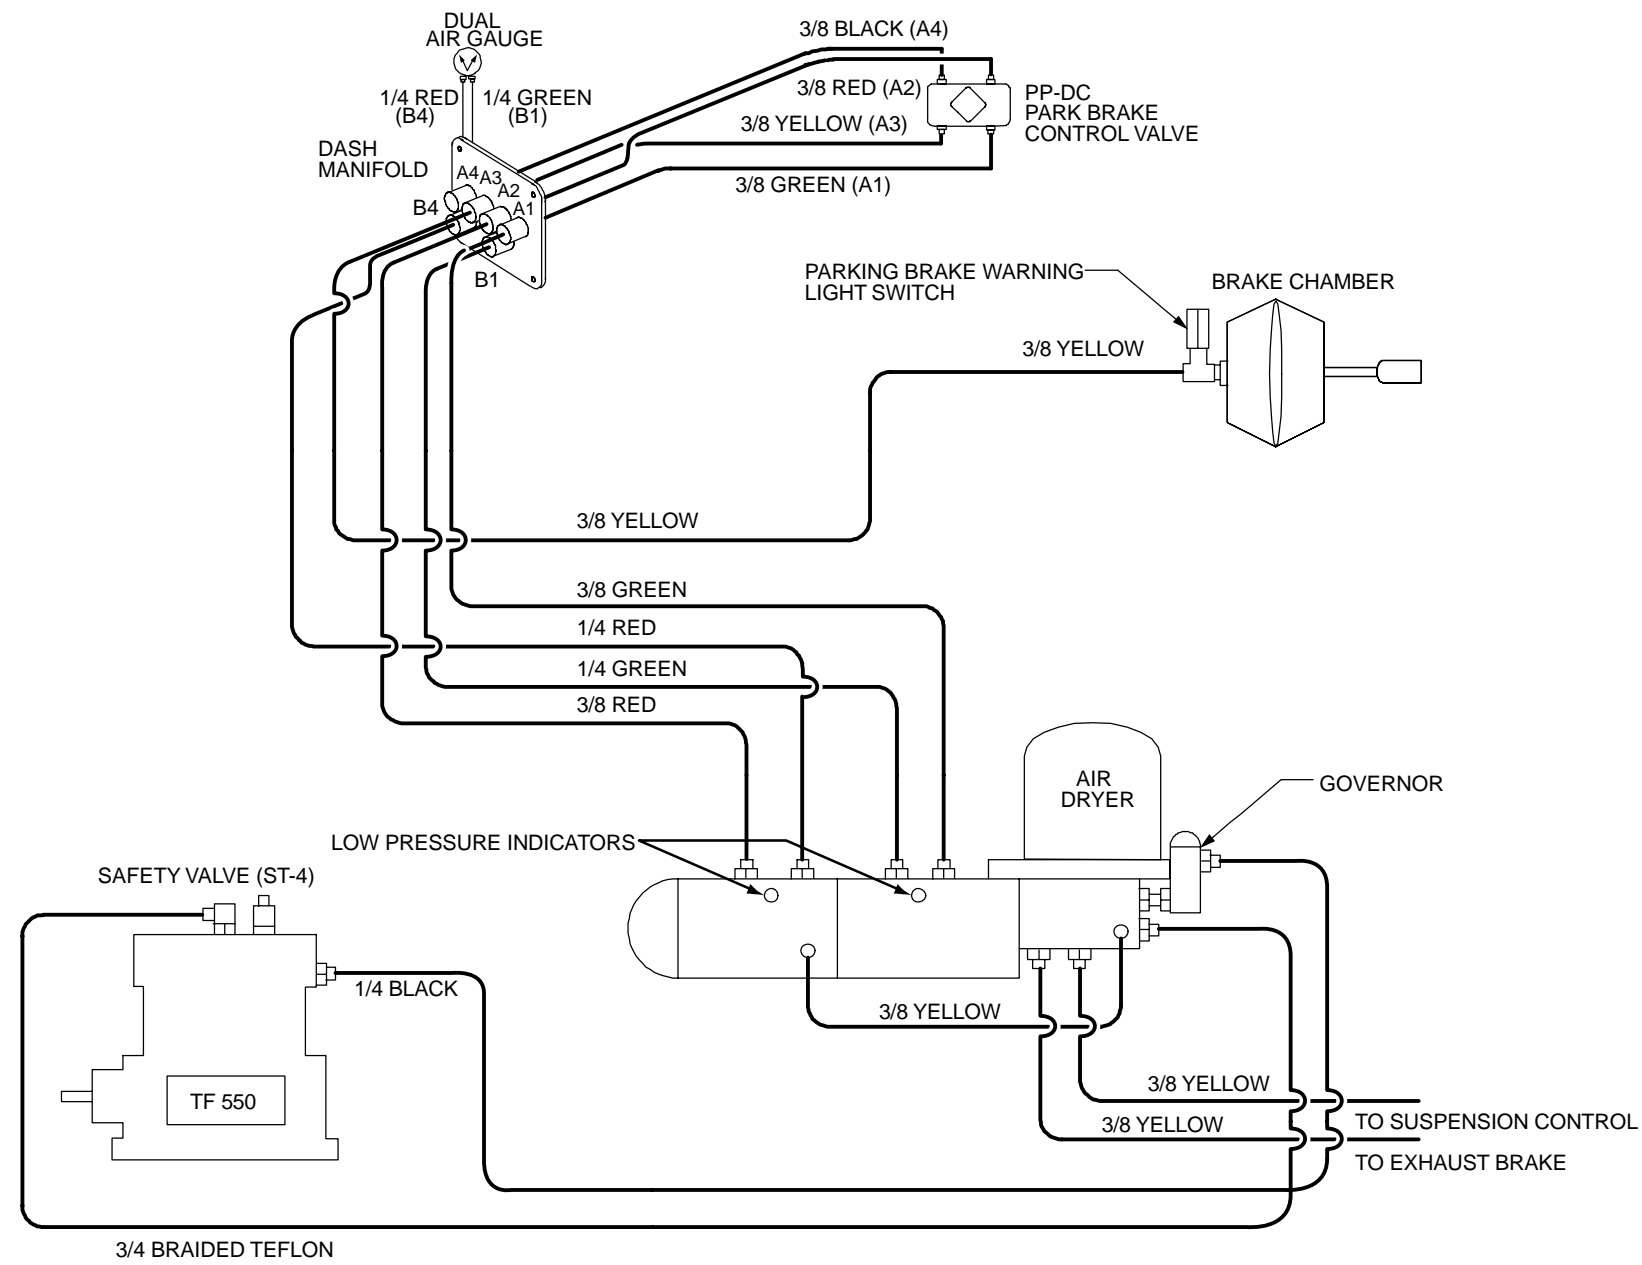 DUAL
AIR GAUGE
3/8 BLACK (A4)
3/8 RED (A2)
PP-DC
PARK BRAKE
CONTROL VALVE
1/4 RED
(B4)
1/4 GREEN
(B1)
3/8 YELLOW (A3)
DASH
MANIFOLD
3/8 GREEN (A1)
A4
A3
A2
A1
B4
B1
PARKING BRAKE WARNING
LIGHT SWITCH
BRAKE CHAMBER
3/8 YELLOW
3/8 YELLOW
3/8 GREEN
1/4 RED
1/4 GREEN
3/8 RED
AIR
DRYER
GOVERNOR
LOW PRESSURE INDICATORS
SAFETY VALVE (ST-4)
1/4 BLACK
3/8 YELLOW
TF 550
3/8 YELLOW
TO SUSPENSION CONTROL
3/8 YELLOW
TO EXHAUST BRAKE
3/4 BRAIDED TEFLON